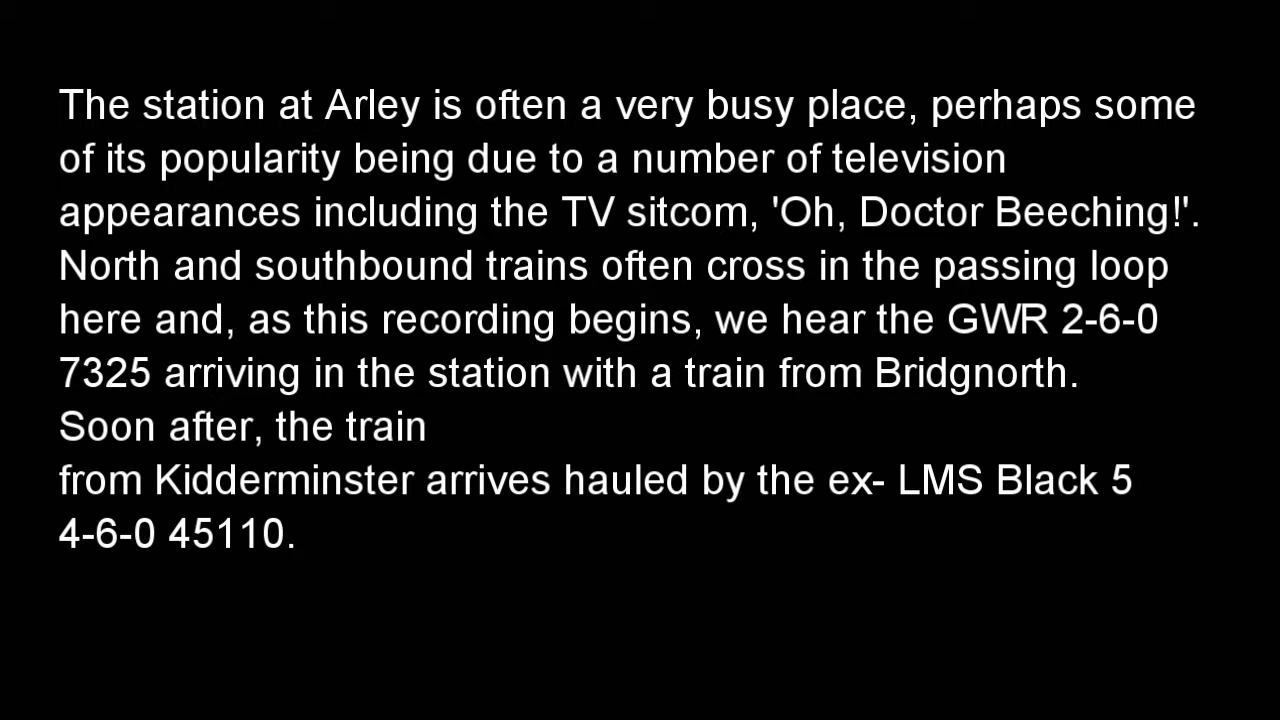 The station at Arley is often a very busy place, perhaps some
of its popularity being due to a number of television
appearances including the TV sitcom, 'Oh, Doctor Beeching!'.
North and southbound trains often cross in the passing loop
here and, as this recording begins, we hear the GWR 2-6-0
7325 arriving in the station with a train from Bridgnorth.
Soon after, the train
from Kidderminster arrives hauled by the ex- LMS Black 5
4-6-0 45110.